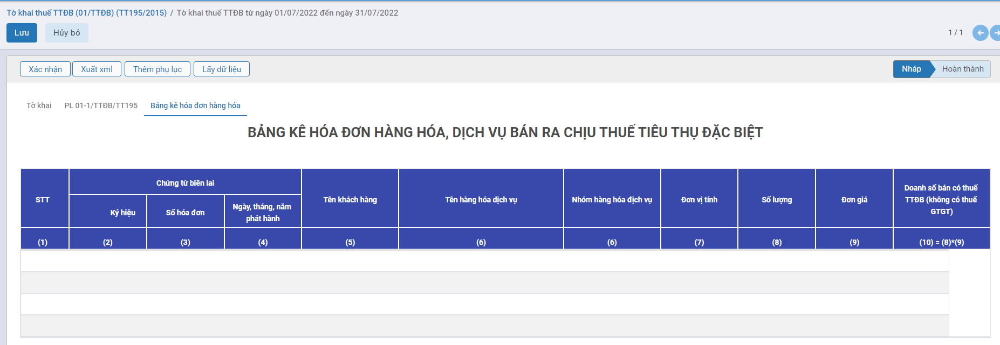 Tờ khai thuế TTĐB (01/TTĐB) (TT195/2015) / Tờ khai thuế TTĐB từ ngày 01/07/2022 đến ngày 31/07/2022
Lưu Hủy bỏ 1 / 1
Xác nhận Xuất xml Thêm phụ lục Lấy dữ liệu Nháp Hoàn thành
Tờ khai PL 01-1/TTĐB/TT195 Bảng kê hóa đơn hàng hóa
BẢNG KÊ HÓA ĐƠN HÀNG HÓA, DỊCH VỤ BÁN RA CHỊU THUẾ TIÊU THỤ ĐẶC BIỆT
STT
Chứng từ biên lai
Ký hiệu
Số hóa đơn
Ngày, tháng, năm
phát hành
Tên khách hàng
Tên hàng hóa dịch vụ
Nhóm hàng hóa địch vụ
Đơn vị tính
Số lượng
Đơn giá
Doanh số bán có thuế
TTĐB (không có thuế
GTGT)
(1) (2) (3) (4) (5) (6) (6) (7) (8) (9) (10) = (8)*(9)